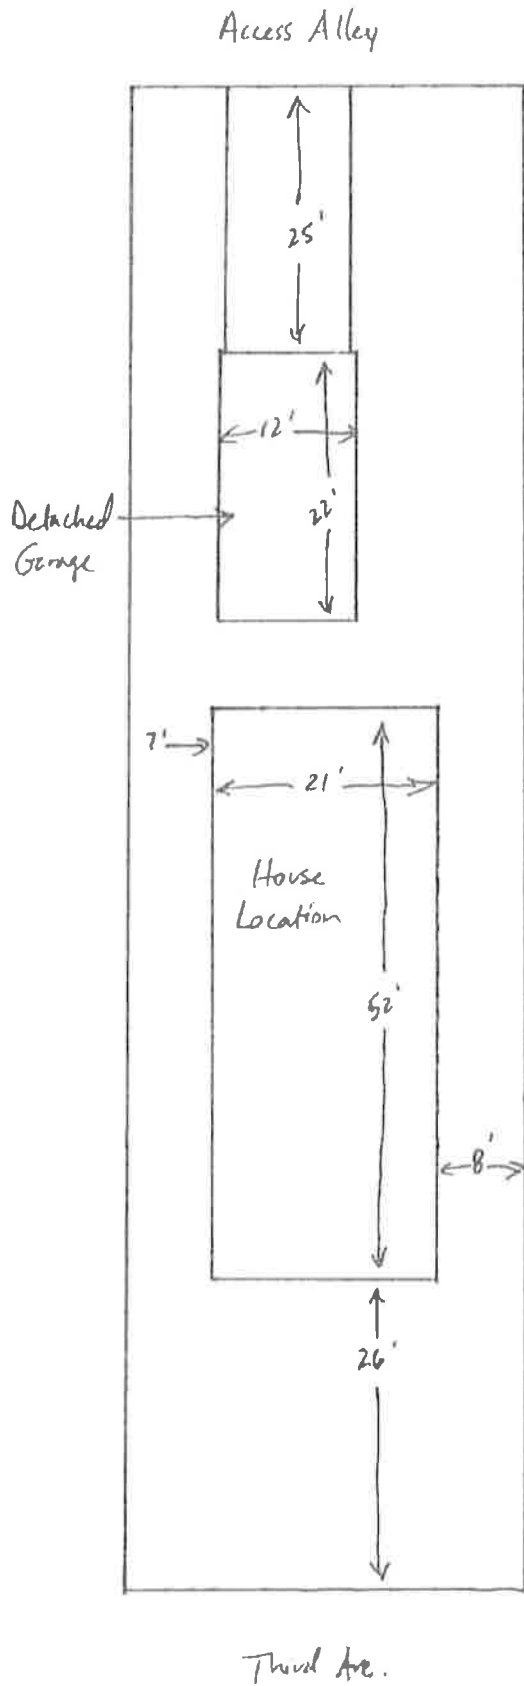 Access Alley
25'
12'
22'
Detached
Garage
7'
21'
House
Location
52'
8'
26'
Third Ave.